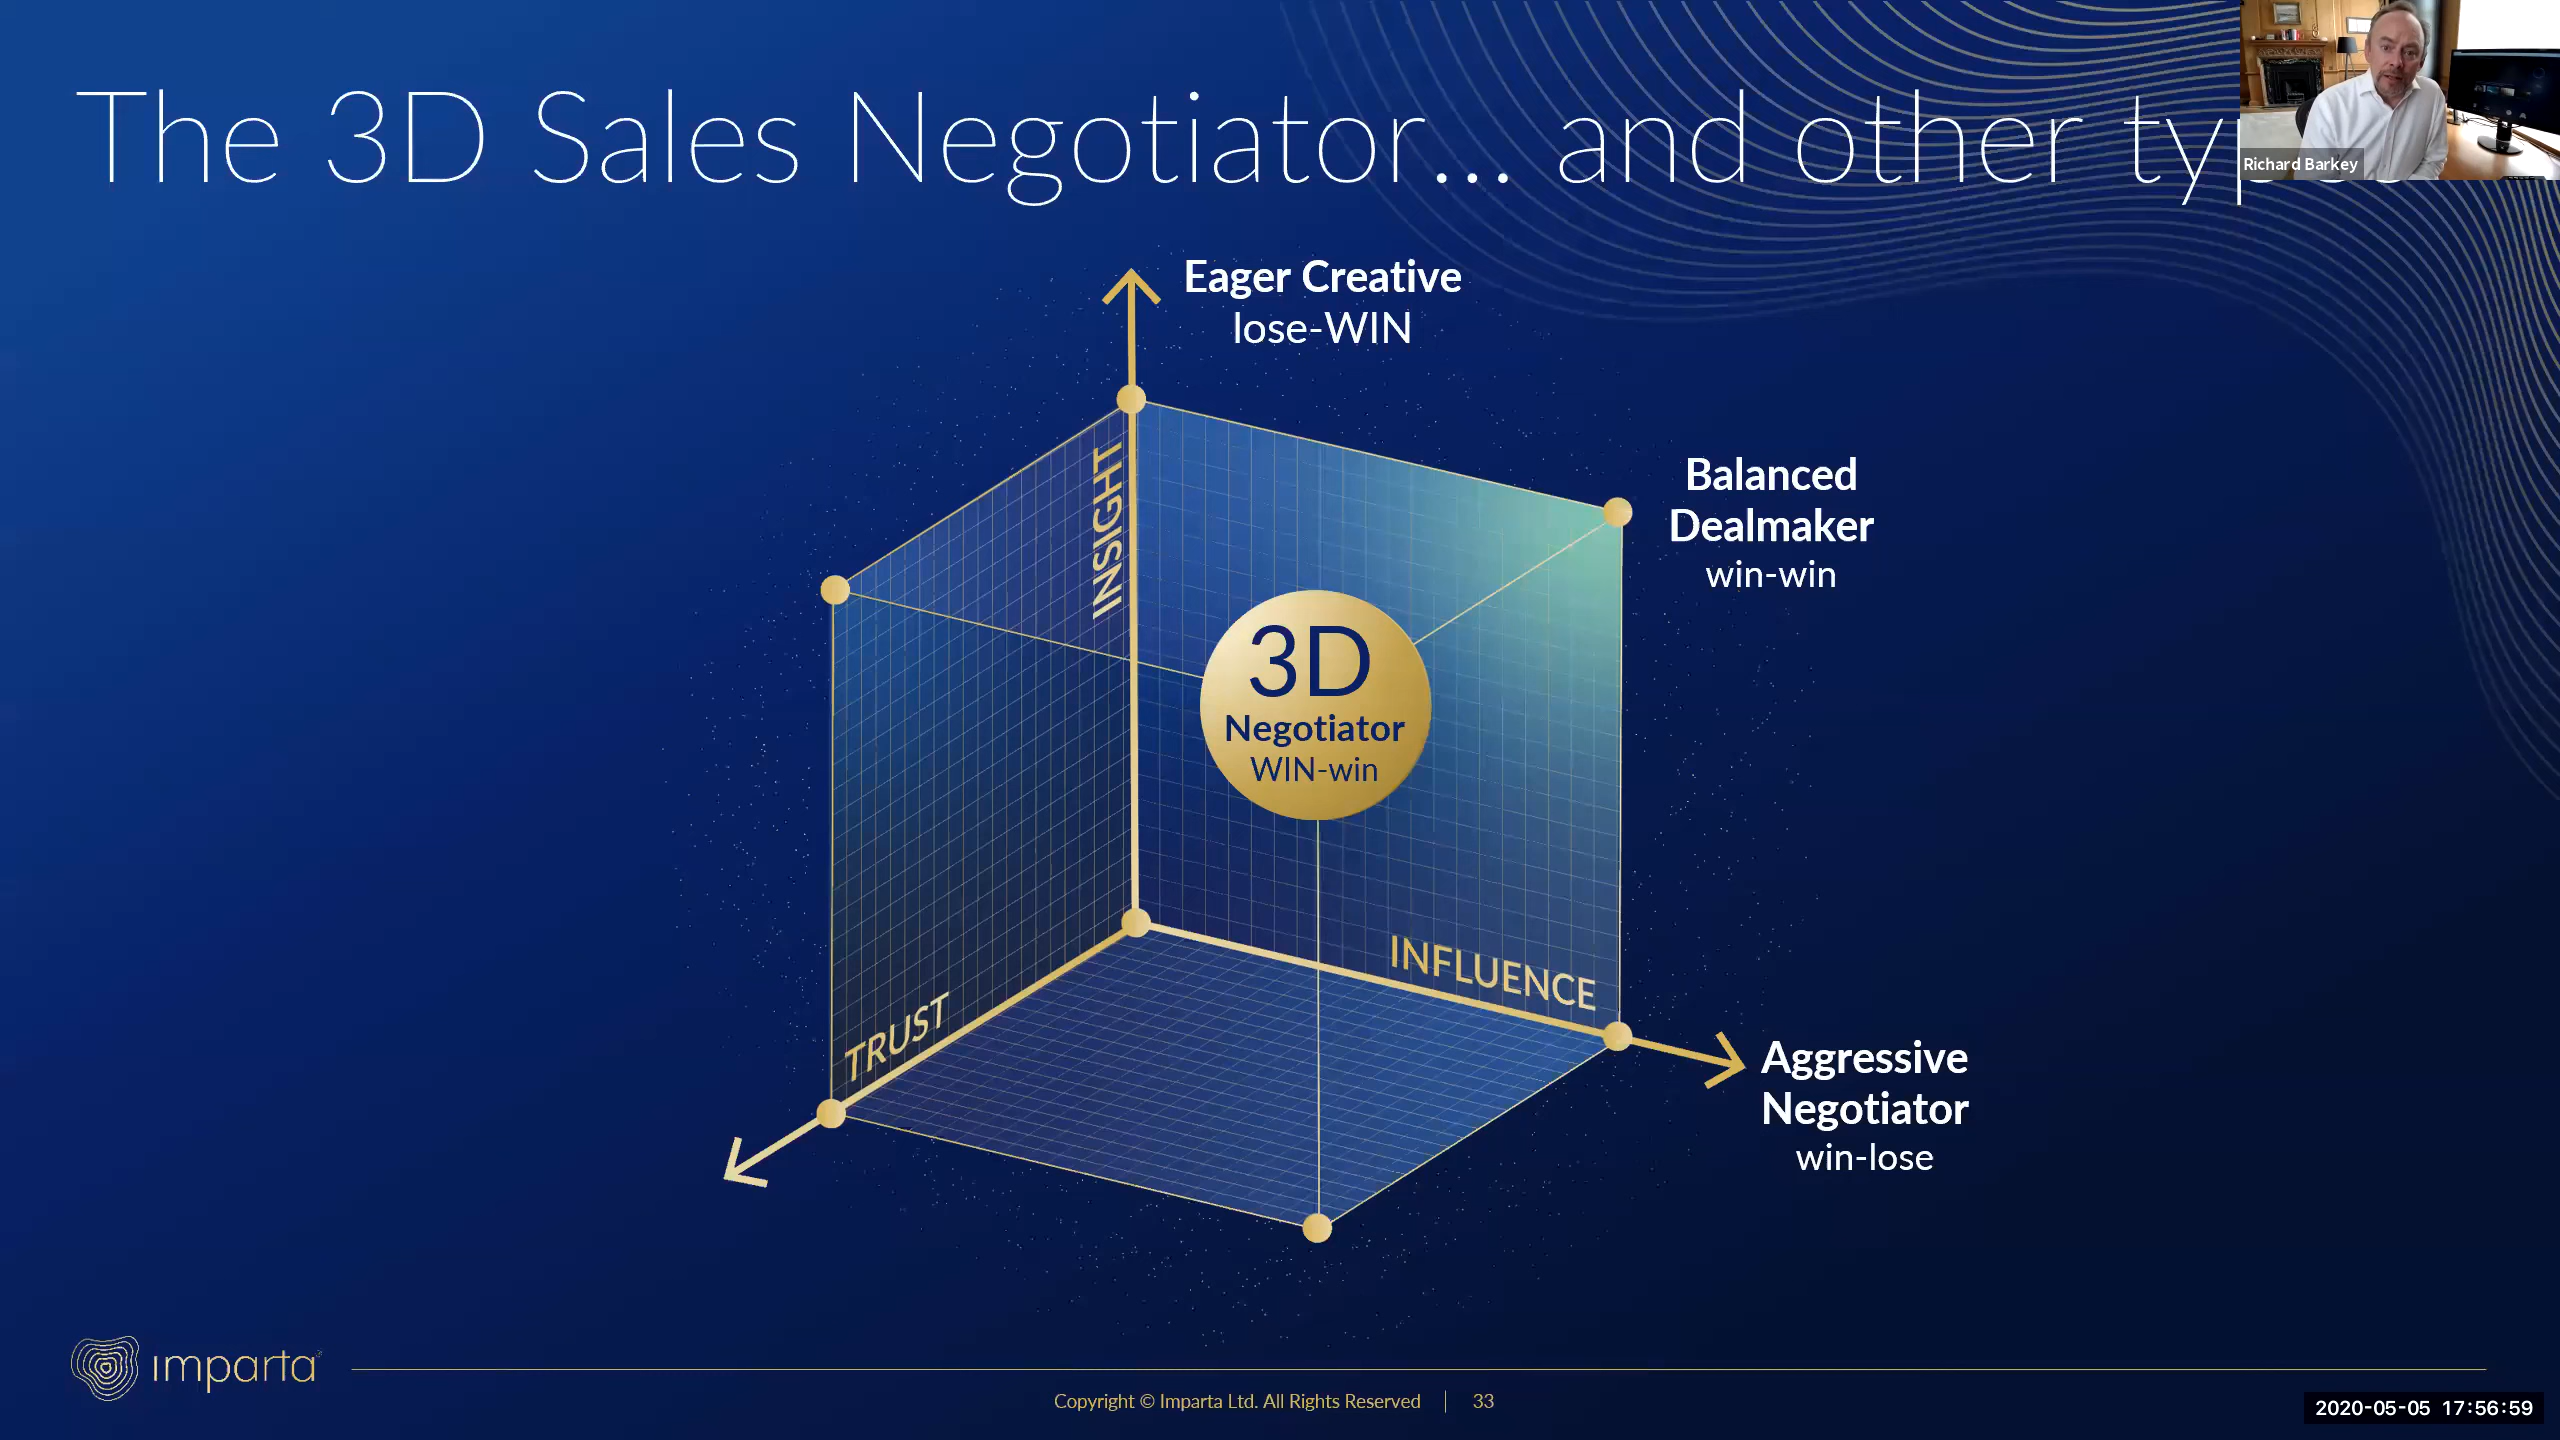 The 3D Sales Negotiator... and other
Richard Barkey
Eager Creative
lose-WIN
INSIGHT
Balanced
Dealmaker
win-win
3D
Negotiator
WIN-win
INFLUENCE
TRUST
Aggressive
Negotiator
win-lose
imparta
Copyright © Imparta Ltd. All Rights Reserved | 33
2020-05-05 17:56:59